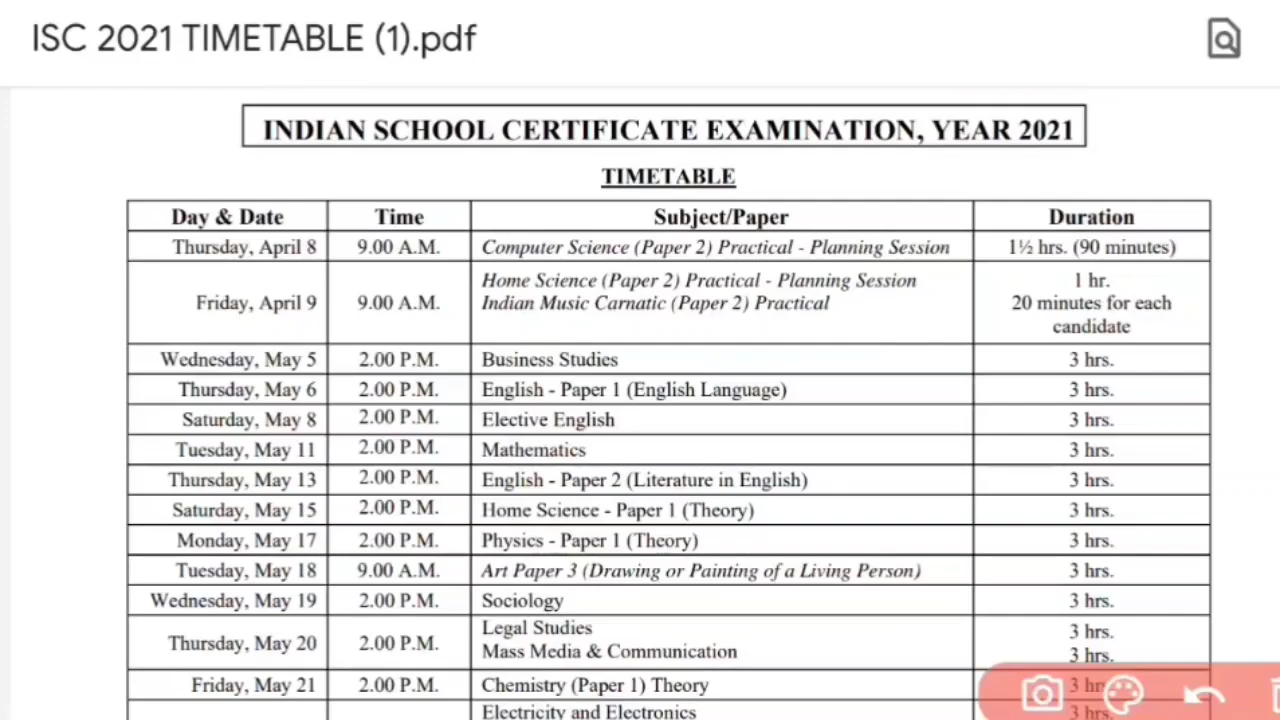 ISC 2021 TIMETABLE (1).pdf
INDIAN SCHOOL CERTIFICATE EXAMINATION, YEAR 2021
TIMETABLE
Day & Date Time Subject/Paper Duration
Thursday, April 8 9.00 A.M. Computer Science (Paper 2) Practical - Planning Session 1½ hrs. (90 minutes)
Friday, April 9 9.00 A.M. Home Science (Paper 2) Practical - Planning Session 1 hr.
Indian Music Carnatic (Paper 2) Practical 20 minutes for each
candidate
Wednesday, May 5 2.00 P.M. Business Studies 3 hrs.
Thursday, May 6 2.00 P.M. English - Paper 1 (English Language) 3 hrs.
Saturday, May 8 2.00 P.M. Elective English 3 hrs.
Tuesday, May 11 2.00 P.M. Mathematics 3 hrs.
Thursday, May 13 2.00 P.M. English - Paper 2 (Literature in English) 3 hrs.
Saturday, May 15 2.00 P.M. Home Science - Paper 1 (Theory) 3 hrs.
Monday, May 17 2.00 P.M. Physics - Paper 1 (Theory) 3 hrs.
Tuesday, May 18 9.00 A.M. Art Paper 3 (Drawing or Painting of a Living Person) 3 hrs.
Wednesday, May 19 2.00 P.M. Sociology 3 hrs.
Thursday, May 20 2.00 P.M. Legal Studies 3 hrs.
Mass Media & Communication 3 hrs.
Friday, May 21 2.00 P.M. Chemistry (Paper 1) Theory 3 hr
Electricity and Electronics 3 hrs.